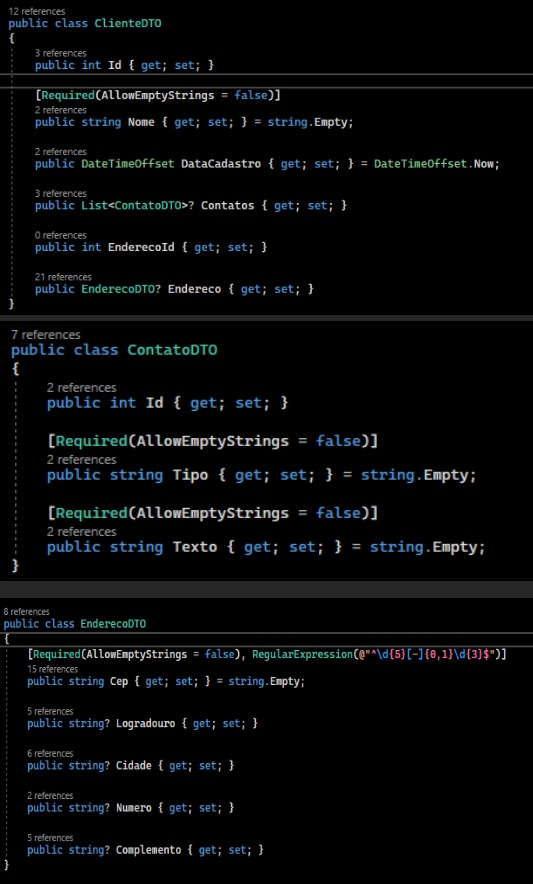 12 references
public class ClienteDTO
{
3 references
public int Id { get; set; }
[Required(AllowEmptyStrings = false)]
2 references
public string Nome { get; set; } = string.Empty;
2 references
public DateTimeOffset DataCadastro { get; set; } = DateTimeOffset.Now;
3 references
public List<ContatoDTO>? Contatos { get; set; }
0 references
public int EnderecoId { get; set; }
21 references
public EnderecoDTO? Endereco { get; set; }
}
7 references
public class ContatoDTO
{
2 references
public int Id { get; set; }
[Required(AllowEmptyStrings = false)]
2 references
public string Tipo { get; set; } = string.Empty;
[Required(AllowEmptyStrings = false)]
2 references
public string Texto { get; set; } = string.Empty;
}
8 references
public class EnderecoDTO
{
[Required(AllowEmptyStrings = false), RegularExpression(@"^\d{5}[-]{0,1}\d{3}$")]
15 references
public string Cep { get; set; } = string.Empty;
5 references
public string? Logradouro { get; set; }
6 references
public string? Cidade { get; set; }
2 references
public string? Numero { get; set; }
5 references
public string? Complemento { get; set; }
}